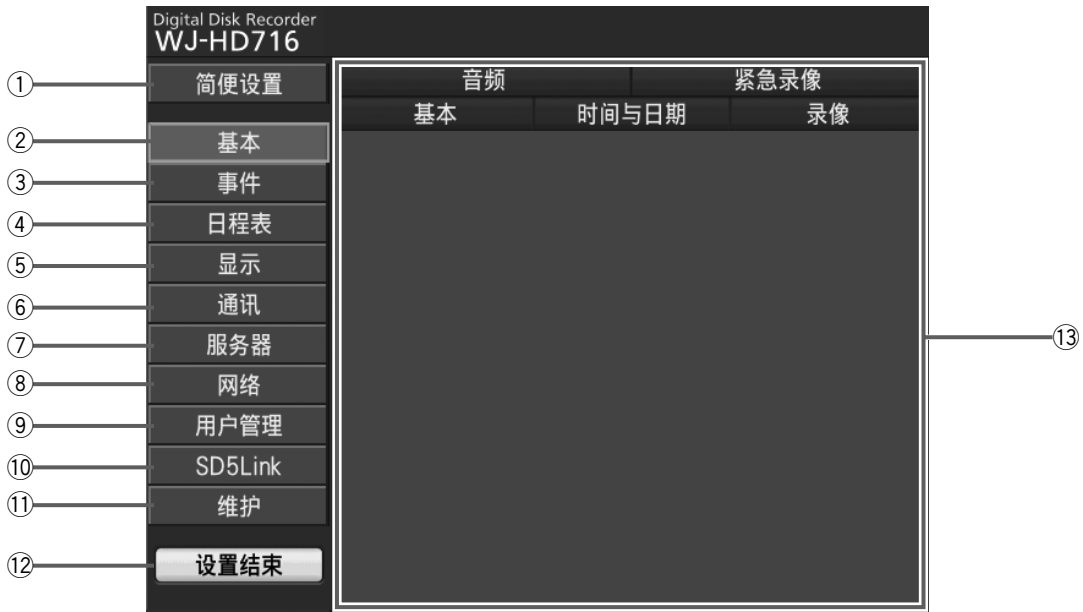 Digital Disk Recorder
WJ-HD716
① 简便设置
音频 紧急录像
基本 时间与日期 录像
② 基本
③ 事件
④ 日程表
⑤ 显示
⑥ 通讯
⑦ 服务器
⑬
⑧ 网络
⑨ 用户管理
⑩ SD5Link
⑪ 维护
⑫ 设置结束